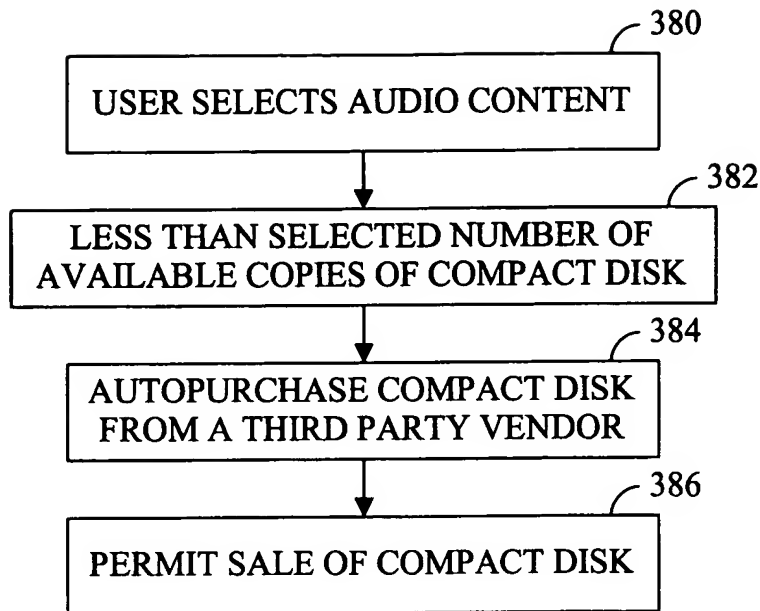 380
USER SELECTS AUDIO CONTENT
382
LESS THAN SELECTED NUMBER OF
AVAILABLE COPIES OF COMPACT DISK
384
AUTOPURCHASE COMPACT DISK
FROM A THIRD PARTY VENDOR
386
PERMIT SALE OF COMPACT DISK